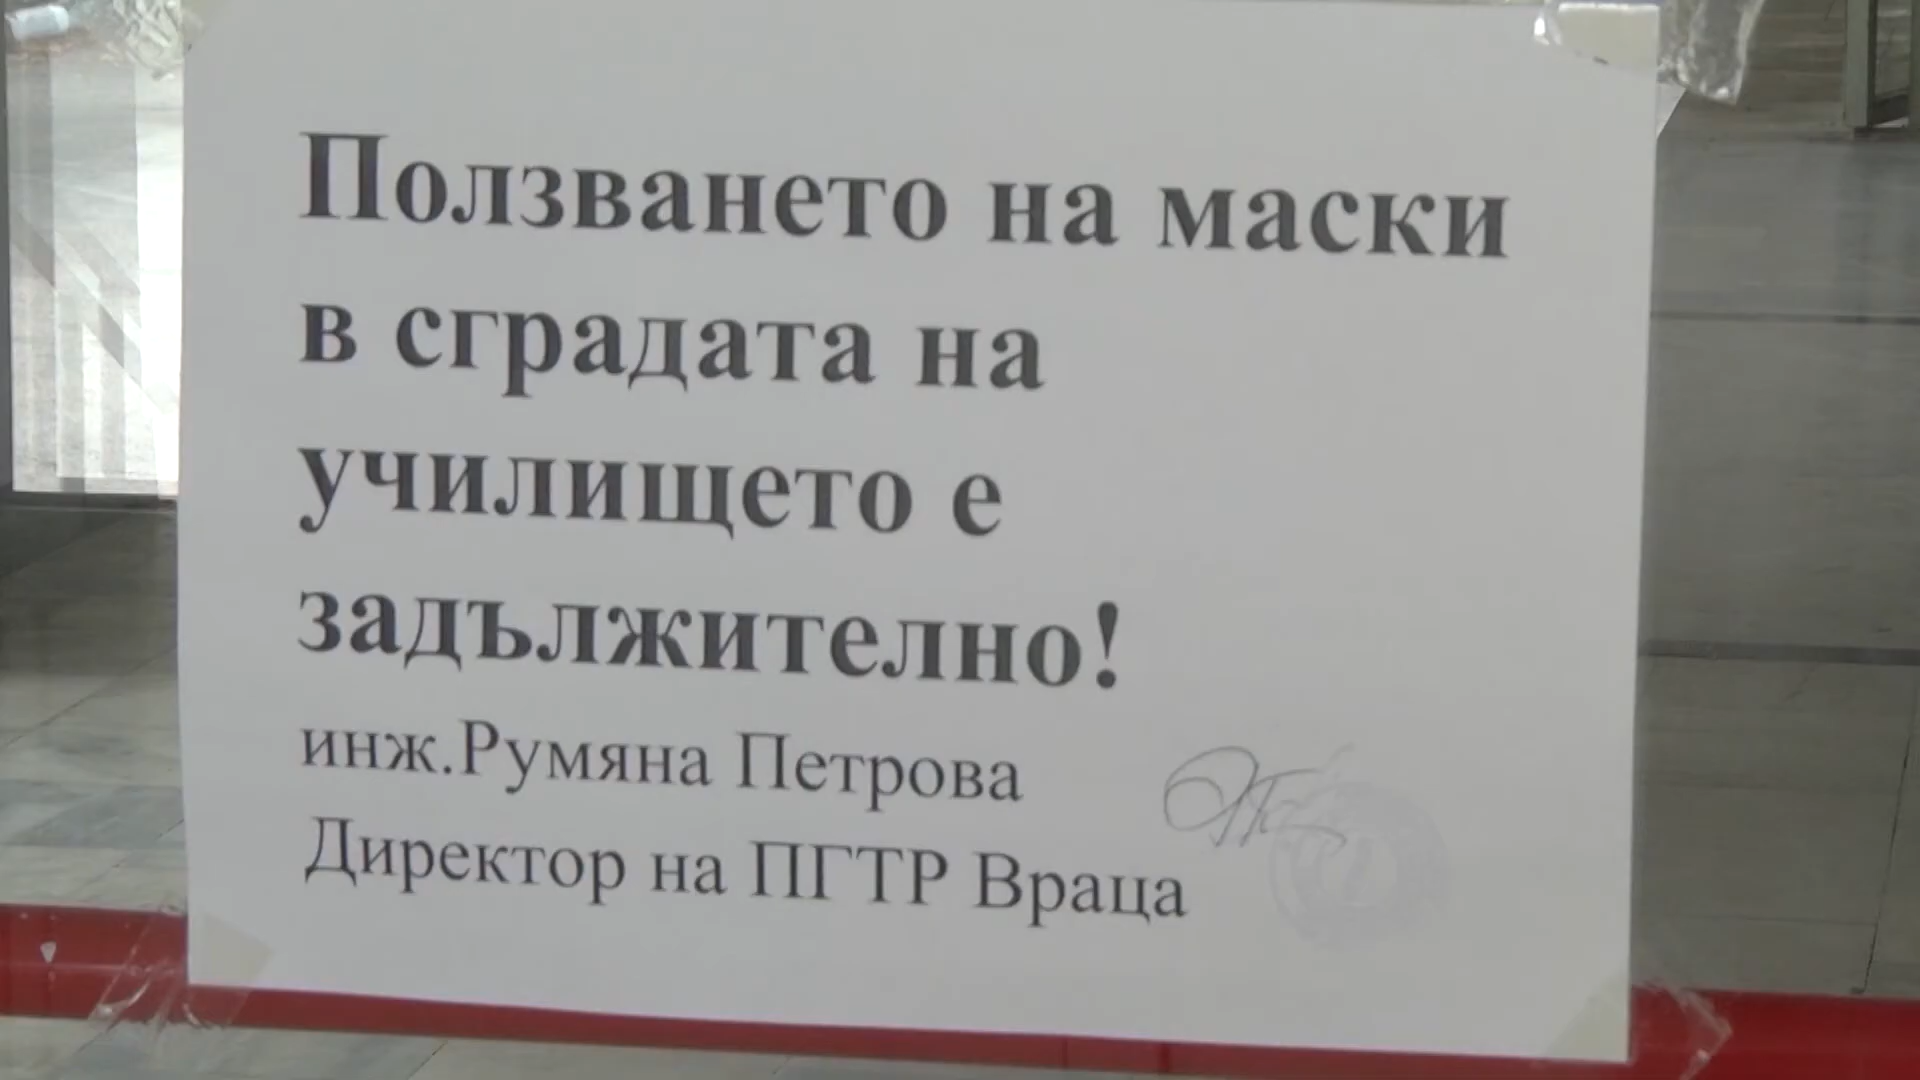 Ползването на маски
в сградата на
училището е
задължително!
инж.Румяна Петрова
Директор на ПГТР Враца